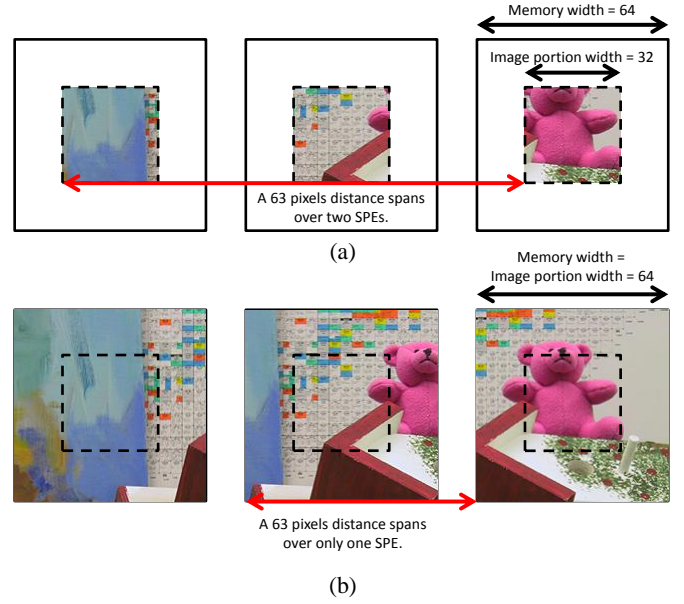 Memory width = 64
Image portion width = 32
A 63 pixels distance spans
over two SPEs.
(a)
Memory width =
Image portion width = 64
A 63 pixels distance spans
over only one SPE.
(b)